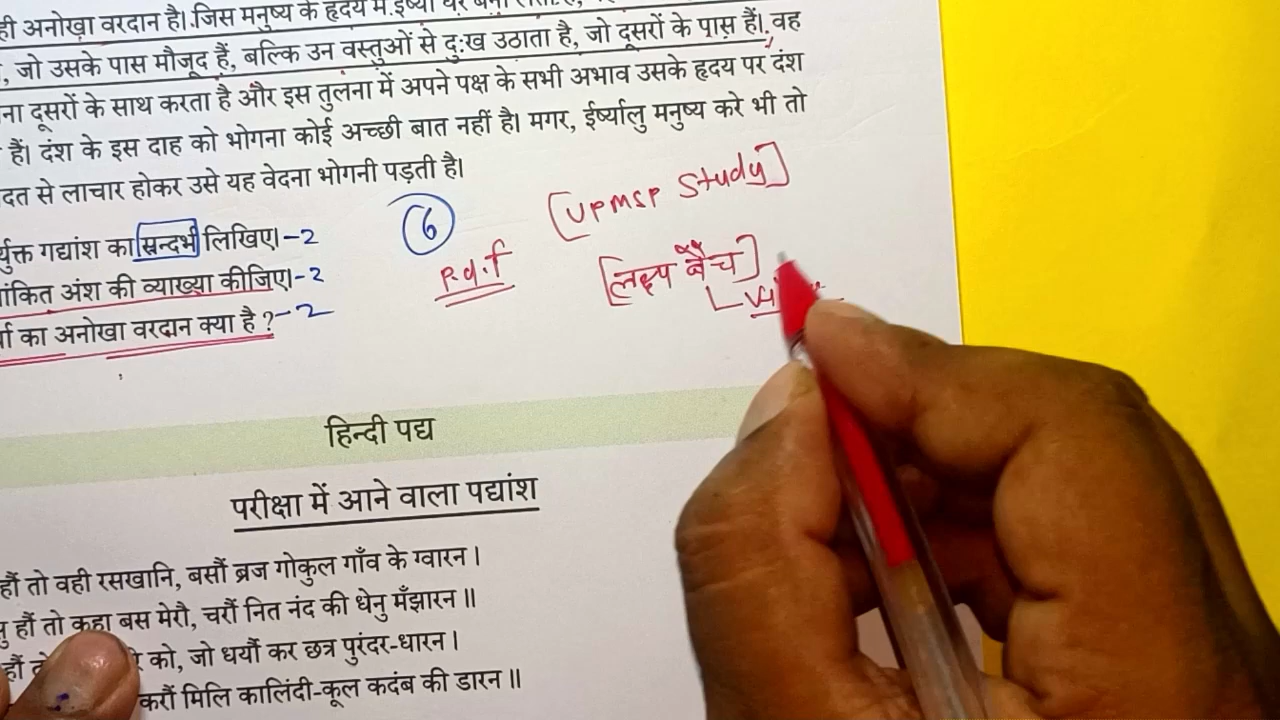 ही अनोखा वरदान है। जिस मनुष्य के हृदय में ईर्ष्या घर बना
, जो उसके पास मौजूद हैं, बल्कि उन वस्तुओं से दुःख उठाता है, जो दूसरों के पास हैं। वह
ना दूसरों के साथ करता है और इस तुलना में अपने पक्ष के सभी अभाव उसके हृदय पर दंश
हैं। दंश के इस दाह को भोगना कोई अच्छी बात नहीं है। मगर, ईर्ष्यालु मनुष्य करे भी तो
दत से लाचार होकर उसे यह वेदना भोगनी पड़ती है।
[UPMSP Study]
6
र्युक्त गद्यांश का सन्दर्भ लिखिए।-2
P.d.f
[लक्ष्य बैच]
ांकित अंश की व्याख्या कीजिए।-2
र्या का अनोखा वरदान क्या है ?-2
हिन्दी पद्य
परीक्षा में आने वाला पद्यांश
हौं तो वही रसखानि, बसौं ब्रज गोकुल गाँव के ग्वारन ।
सु हौं तो कहा बस मेरौ, चरौं नित नंद की धेनु मँझारन ॥
हौं को, जो धर्यौ कर छत्र पुरंदर-धारन ।
करौं मिलि कालिंदी-कूल कदंब की डारन ॥